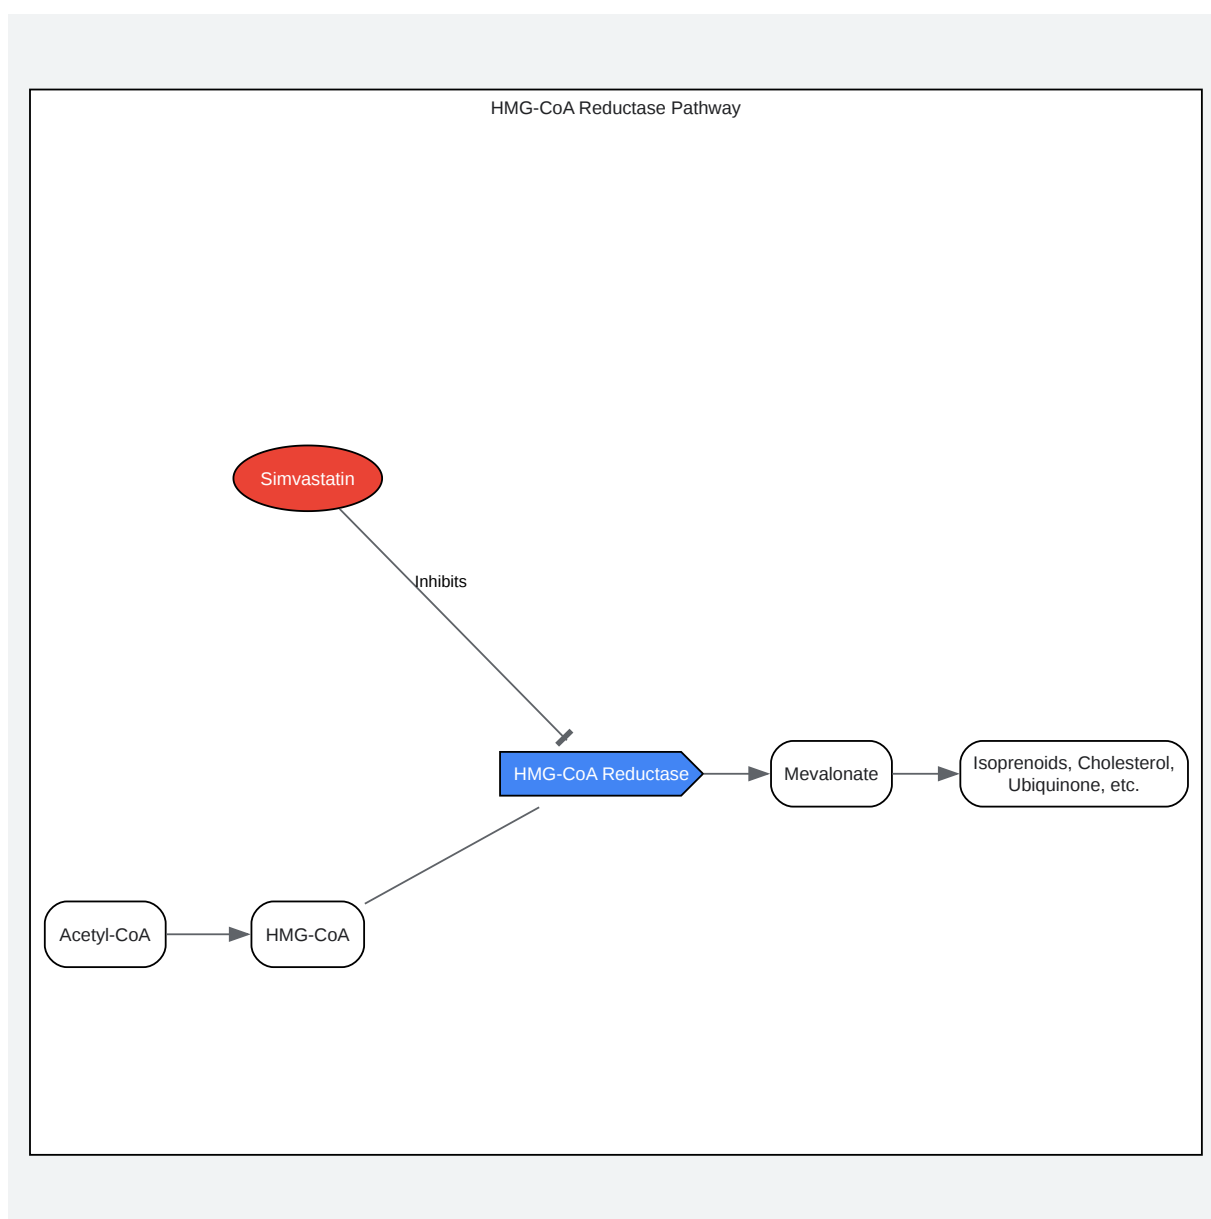 HMG-CoA Reductase Pathway
Simvastatin
Inhibits
HMG-CoA Reductase
Mevalonate
Isoprenoids, Cholesterol,
Ubiquinone, etc.
Acetyl-CoA
HMG-CoA